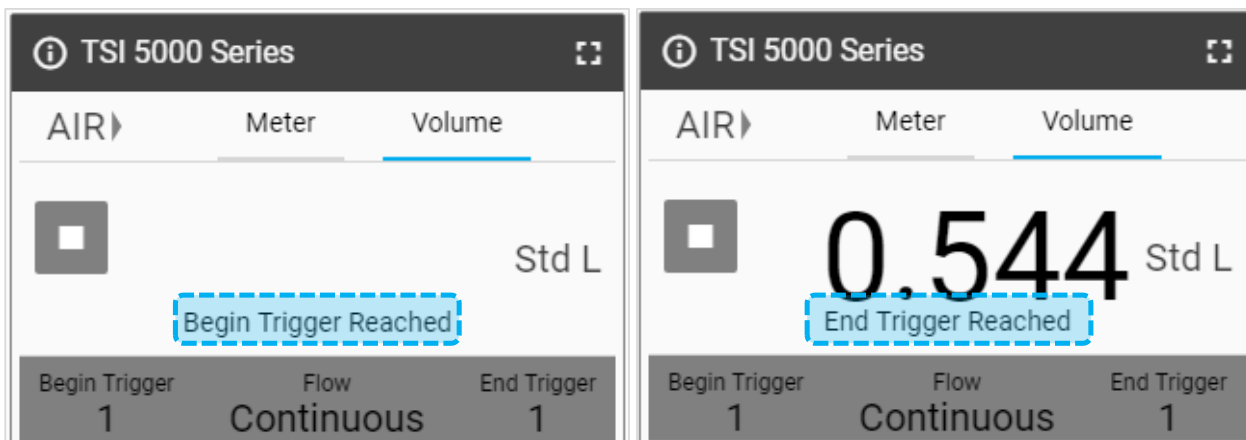 TSI 5000 Series
AIR Meter Volume
Std L
Begin Trigger Reached
Begin Trigger Flow End Trigger
1 Continuous 1
TSI 5000 Series
AIR Meter Volume
0.544 Std L
End Trigger Reached
Begin Trigger Flow End Trigger
1 Continuous 1